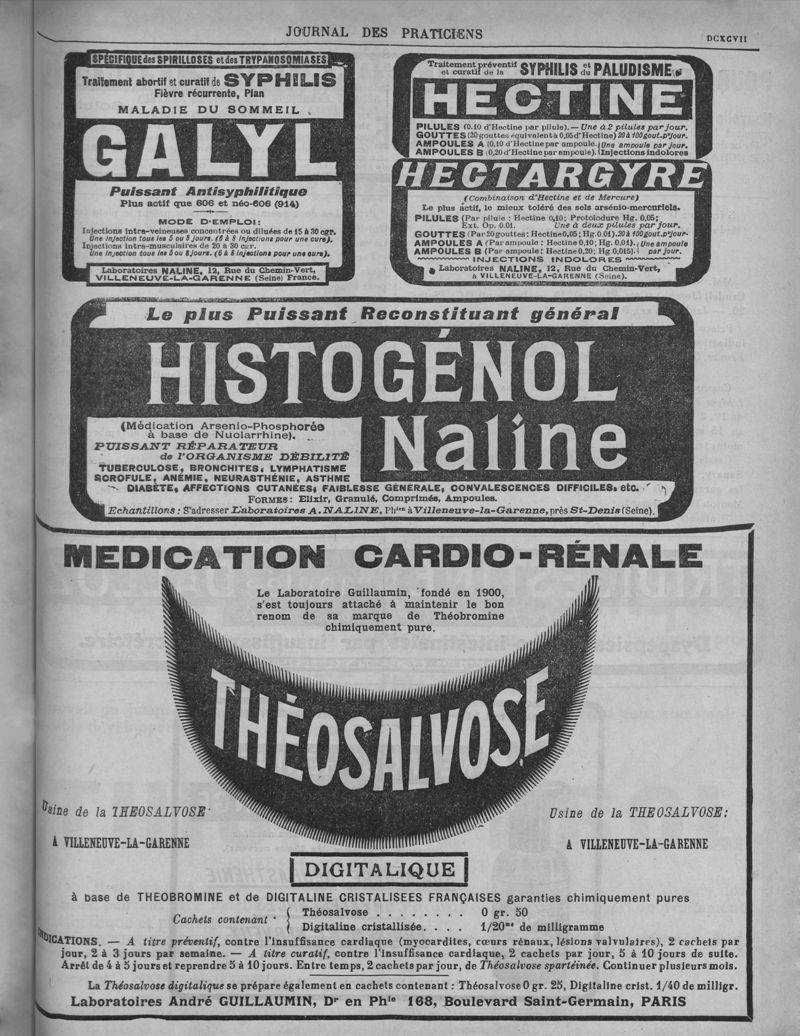 JOURNAL DES PRATICIENS
DCXCVII
SPÉCIFIQUE des SPIRILLOSES et des TRYPANOSOMIASES
Traitement abortif et curatif de SYPHILIS
Fièvre récurrente, Pian
MALADIE DU SOMMEIL
GALYL
Puissant Antisyphilitique
Plus actif que 606 et néo-606 (914)
MODE D'EMPLOI:
Injections intra-veineuses concentrées ou diluées de 15 à 30 cgr.
Une injection tous les 5 ou 8 jours. (6 à 8 injections pour une cure).
Injections intra-musculaires de 20 à 30 cgr.
Une injection tous les 5 ou 8 jours. (6 à 8 injections pour une cure).
Laboratoires NALINE, 12, Rue du Chemin-Vert,
VILLENEUVE-LA-GARENNE (Seine) France.
Traitement préventif et curatif de la SYPHILIS et du PALUDISME
HECTINE
PILULES (0.10 d'Hectine par pilule). — Une à 2 pilules par jour.
GOUTTES (20 gouttes équivalent à 0,05 d'Hectine) 20 à 100 gout. p' jour.
AMPOULES A (0,10 d'Hectine par ampoule.) Une ampoule par jour.
AMPOULES B (0,20 d'Hectine par ampoule). Injections indolores
HECTARGYRE
(Combinaison d'Hectine et de Mercure)
Le plus actif, le mieux toléré des sels arsénio-mercuriels.
PILULES (Par pilule : Hectine 0,10; Protoiodure Hg. 0,05;
Ext. Op. 0.01. Une à deux pilules par jour.
GOUTTES (Par 20 gouttes: Hectine 0,05; Hg. 0.01). 20 à 100 gout. p' jour.
AMPOULES A (Par ampoule : Hectine 0,10; Hg. 0,01). Une ampoule
AMPOULES B (Par ampoule: Hectine 0,20; Hg. 0,015). par jour.
INJECTIONS INDOLORES
Laboratoires NALINE, 12, Rue du Chemin-Vert,
à VILLENEUVE-LA-GARENNE (Seine).
Le plus Puissant Reconstituant général
HISTOGÉNOL
Naline
(Médication Arsenio-Phosphorée
à base de Nuclarrhine).
PUISSANT RÉPARATEUR
de l'ORGANISME DÉBILITÉ
TUBERCULOSE, BRONCHITES, LYMPHATISME
SCROFULE, ANÉMIE, NEURASTHÉNIE, ASTHME
DIABÈTE, AFFECTIONS CUTANÉES, FAIBLESSE GÉNÉRALE, CONVALESCENCES DIFFICILES, etc.
FORMES: Elixir, Granulé, Comprimés, Ampoules.
Echantillons : S'adresser Laboratoires A. NALINE, Phien à Villeneuve-la-Garenne, près St-Denis (Seine).
MEDICATION CARDIO-RÉNALE
Le Laboratoire Guillaumin, fondé en 1900,
s'est toujours attaché à maintenir le bon
renom de sa marque de Théobromine
chimiquement pure.
THÉOSALVOSE
Usine de la THEOSALVOSE
À VILLENEUVE-LA-GARENNE
Usine de la THEOSALVOSE:
À VILLENEUVE-LA-GARENNE
DIGITALIQUE
à base de THEOBROMINE et de DIGITALINE CRISTALISEES FRANÇAISES garanties chimiquement pures
Cachets contenant : Théosalvose . . . . . . . . 0 gr. 50
Digitaline cristallisée. . . . 1/20me de milligramme
INDICATIONS. — A titre préventif, contre l'insuffisance cardiaque (myocardites, cœurs rénaux, lésions valvulaires), 2 cachets par
jour, 2 à 3 jours par semaine. — A titre curatif, contre l'insuffisance cardiaque, 2 cachets par jour, 5 à 10 jours de suite.
Arrêt de 4 à 5 jours et reprendre 5 à 10 jours. Entre temps, 2 cachets par jour, de Théosalvose spartéinée. Continuer plusieurs mois.
La Théosalvose digitalique se prépare également en cachets contenant : Théosalvose 0 gr. 25, Digitaline crist. 1/40 de milligr.
Laboratoires André GUILLAUMIN, Dr en Phie 168, Boulevard Saint-Germain, PARIS